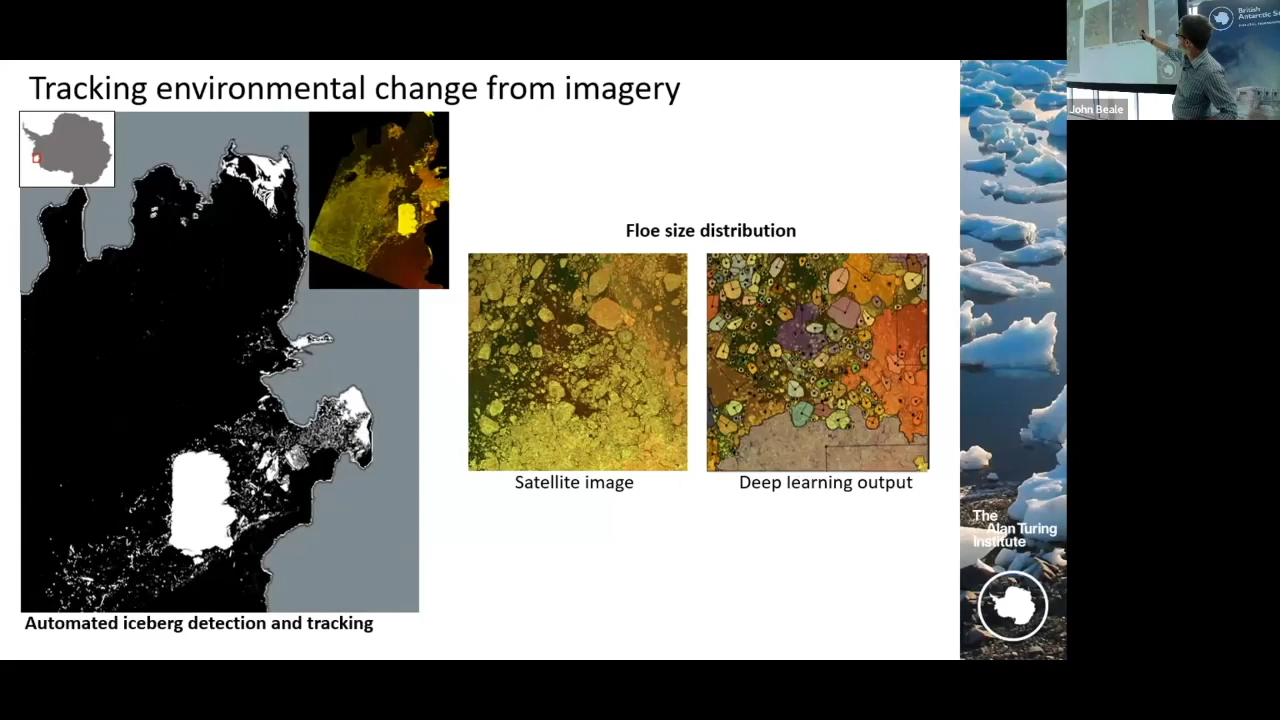 Tracking environmental change from imagery
Floe size distribution
Satellite image
Deep learning output
Automated iceberg detection and tracking
The
Alan Turing
Institute
British
John Beale